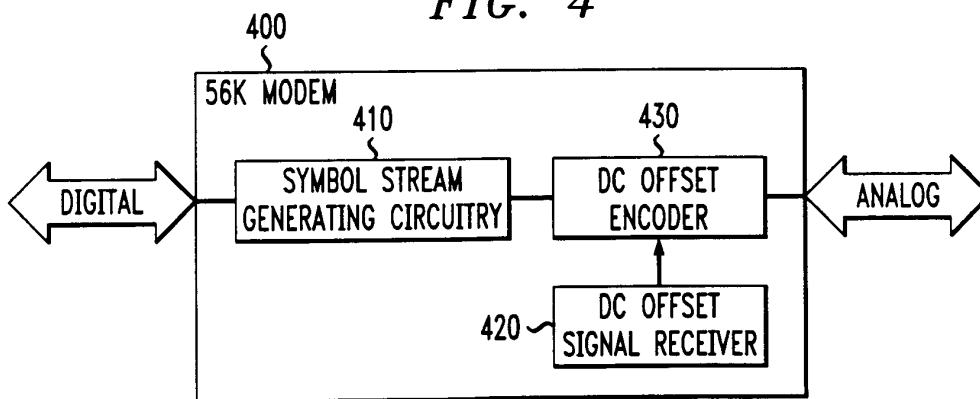 FIG. 4
400
56K MODEM
410
430
DIGITAL
SYMBOL STREAM
GENERATING CIRCUITRY
DC OFFSET
ENCODER
ANALOG
420
DC OFFSET
SIGNAL RECEIVER